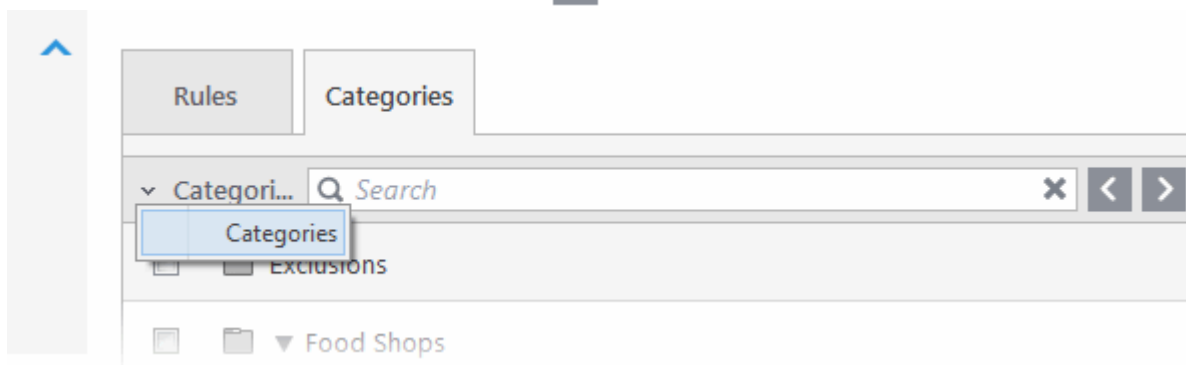 Rules Categories
Categori... Search
Categories
Exclusions
Food Shops